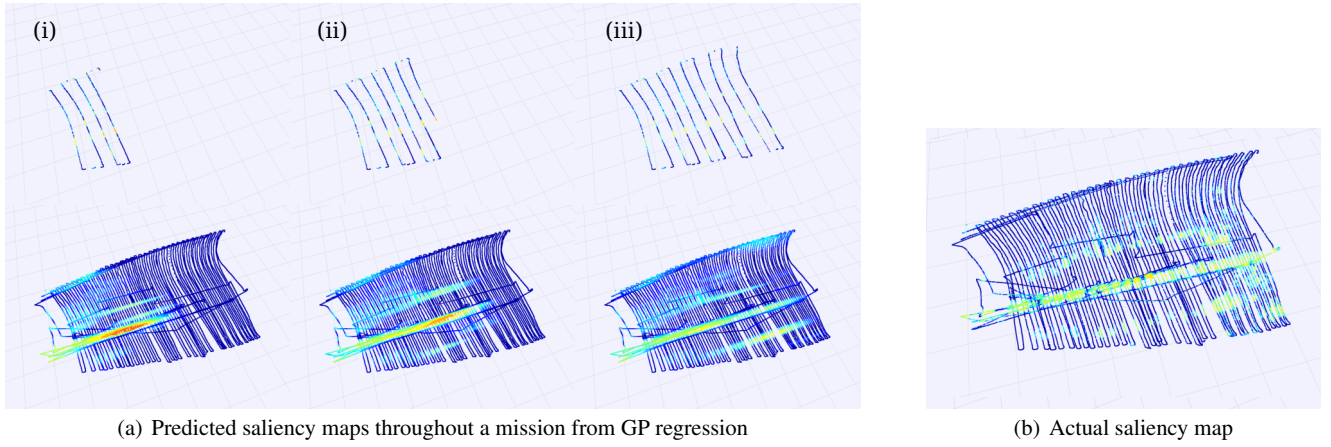 (i)
(ii)
(iii)
(a) Predicted saliency maps throughout a mission from GP regression
(b) Actual saliency map